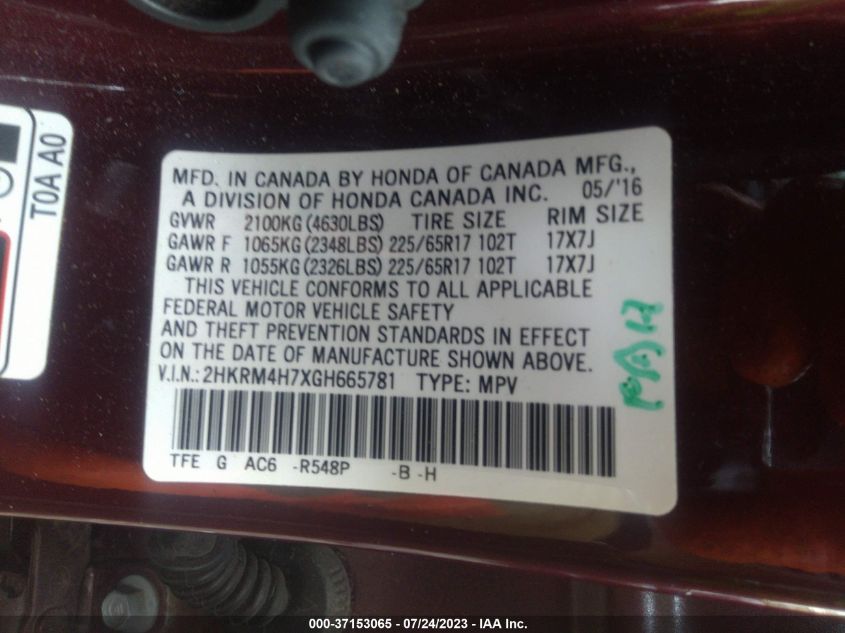 MFD. IN CANADA BY HONDA OF CANADA MFG.,
A DIVISION OF HONDA CANADA INC. 05/'16
GVWR 2100KG (4630LBS) TIRE SIZE RIM SIZE
GAWR F 1065KG (2348LBS) 225/65R17 102T 17X7J
GAWR R 1055KG (2326LBS) 225/65R17 102T 17X7J
THIS VEHICLE CONFORMS TO ALL APPLICABLE
FEDERAL MOTOR VEHICLE SAFETY
AND THEFT PREVENTION STANDARDS IN EFFECT
ON THE DATE OF MANUFACTURE SHOWN ABOVE.
V.I.N.: 2HKRM4H7XGH665781 TYPE: MPV
TFE G AC6 -R548P -B -H
T0A A0
000-37153065 - 07/24/2023 - IAA Inc.